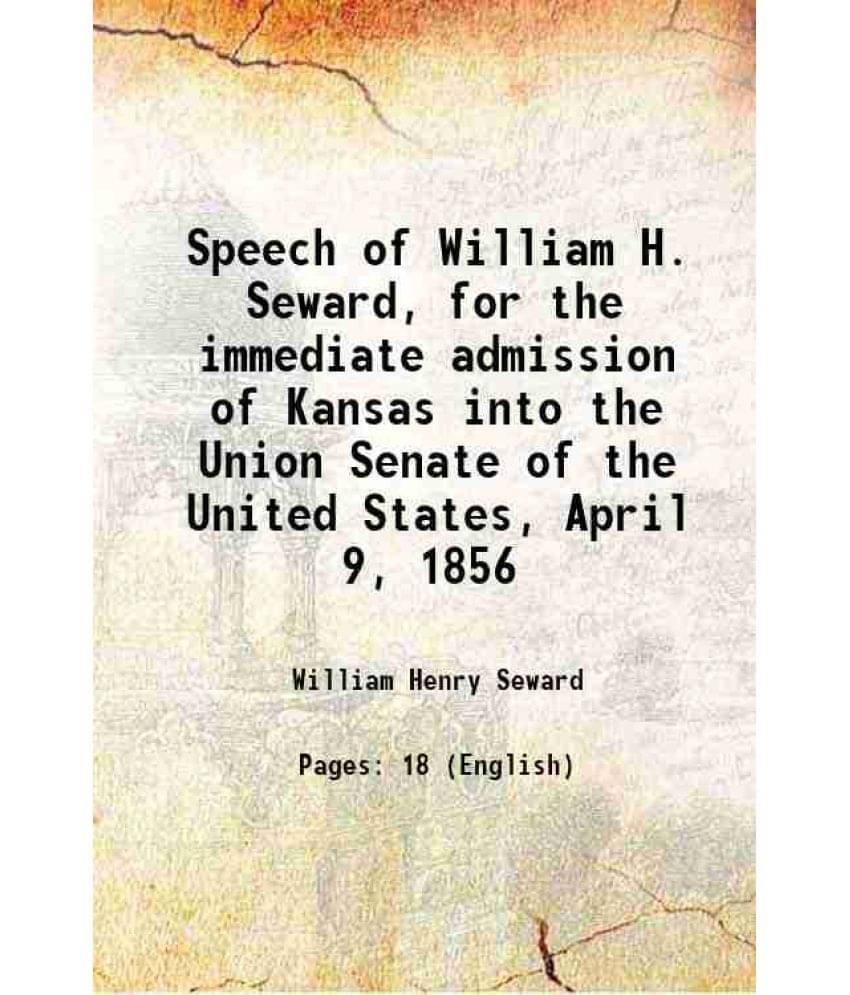 Speech of William H.
Seward, for the
immediate admission
of Kansas into the
Union Senate of the
United States, April
9, 1856
William Henry Seward
Pages: 18 (English)